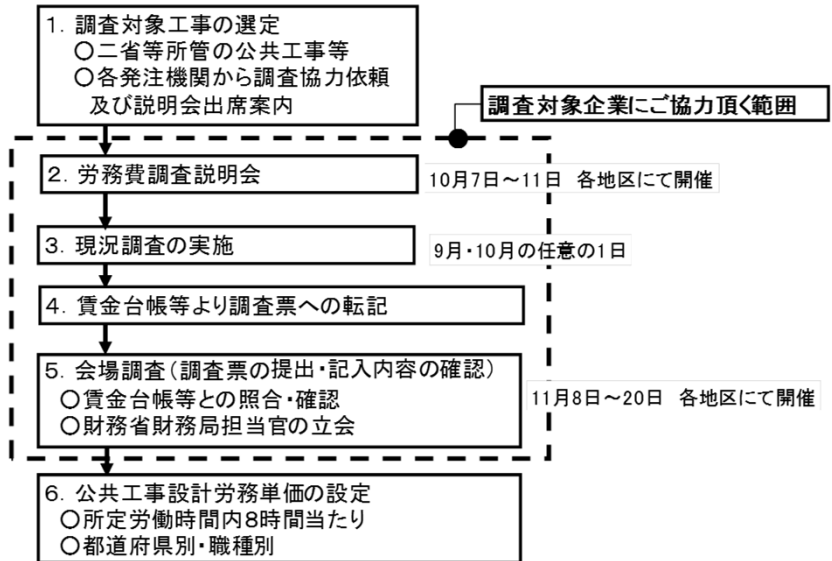 1．調査対象工事の選定
○二省等所管の公共工事等
○各発注機関から調査協力依頼
及び説明会出席案内
調査対象企業にご協力頂く範囲
2．労務費調査説明会
10月7日～11日 各地区にて開催
3．現況調査の実施
9月・10月の任意の1日
4．賃金台帳等より調査票への転記
5．会場調査（調査票の提出・記入内容の確認）
○賃金台帳等との照合・確認
○財務省財務局担当官の立会
11月8日～20日 各地区にて開催
6．公共工事設計労務単価の設定
○所定労働時間内8時間当たり
○都道府県別・職種別